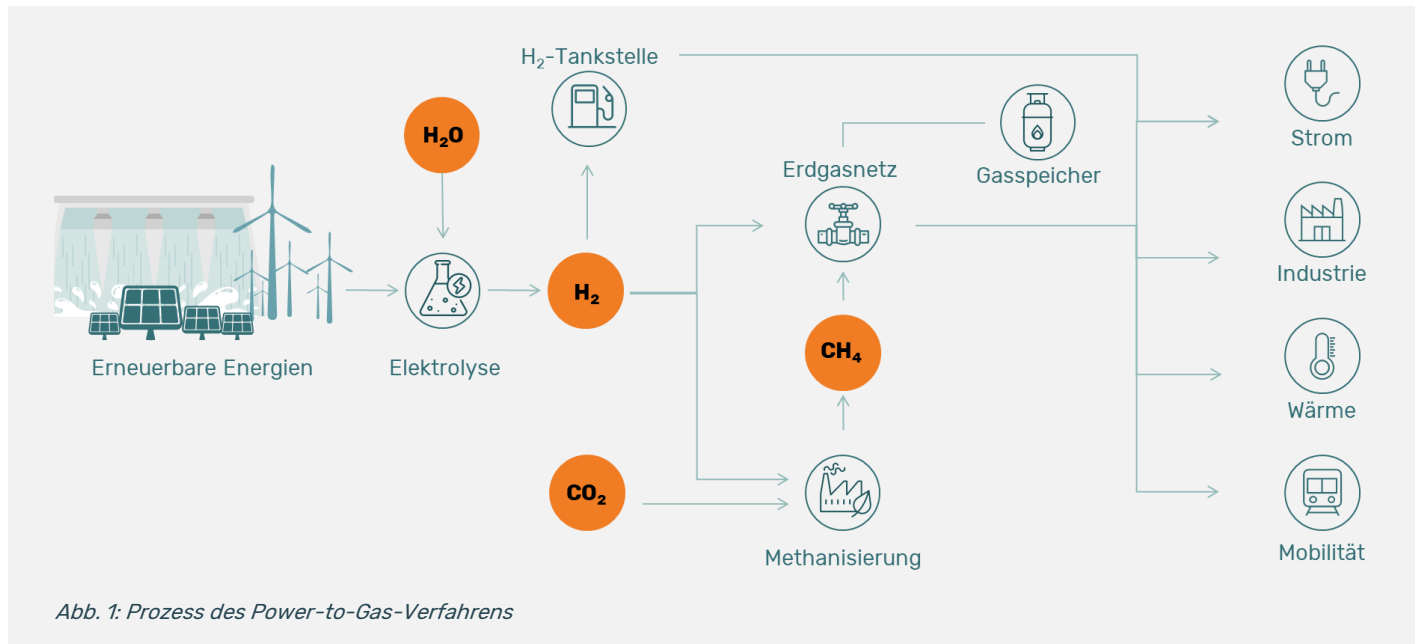 H₂-Tankstelle
H₂O
Strom
Erdgasnetz
Gasspeicher
H₂
Industrie
CH₄
Erneuerbare Energien
Elektrolyse
Wärme
CO₂
Methanisierung
Mobilität
Abb. 1: Prozess des Power-to-Gas-Verfahrens